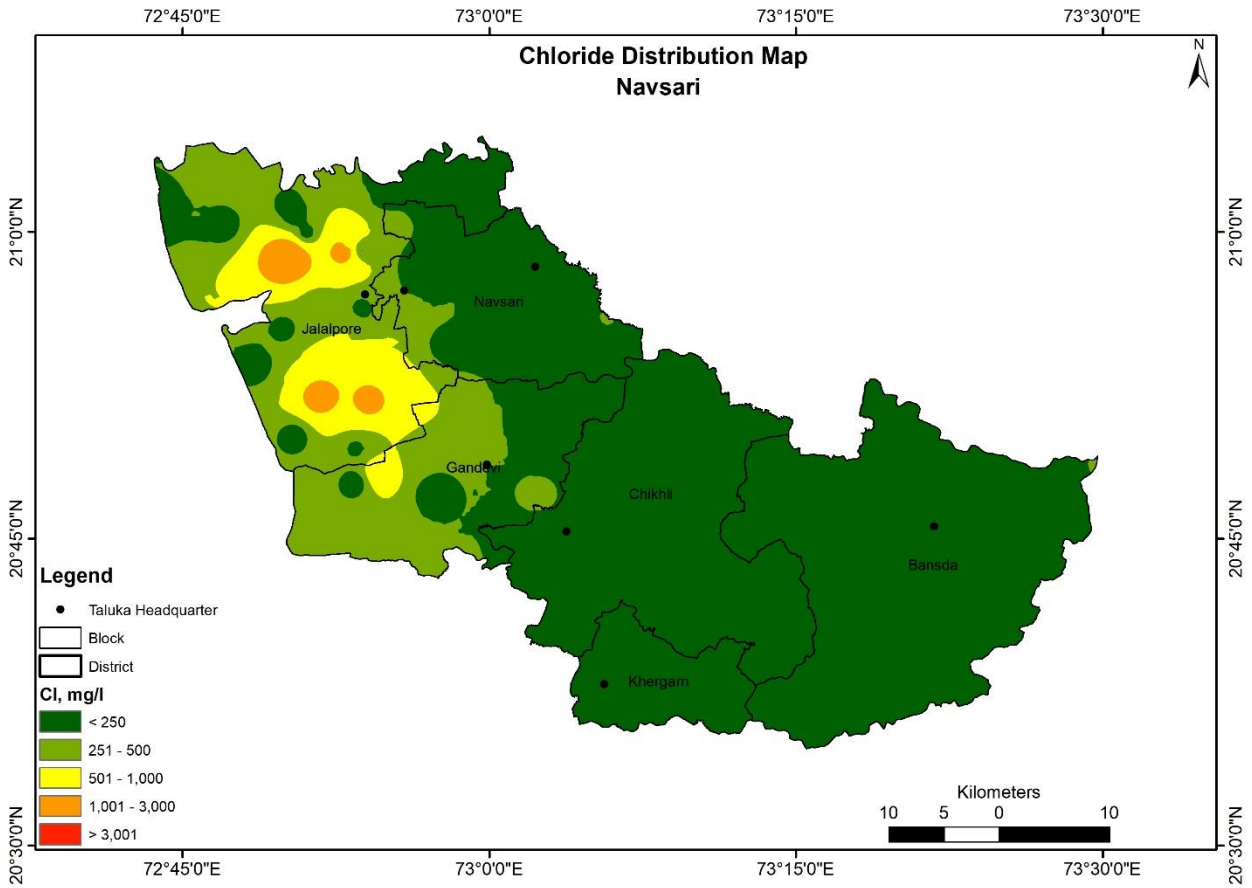 72°45'0"E 73°0'0"E 73°15'0"E 73°30'0"E
Chloride Distribution Map
Navsari
N
21°0'0"N
21°0'0"N
Navsari
Jalalpore
Gandevi
Chikhli
20°45'0"N
20°45'0"N
Bansda
Khergam
Legend
Taluka Headquarter
Block
District
Cl, mg/l
< 250
251 - 500
501 - 1,000
1,001 - 3,000
> 3,001
Kilometers
10 5 0 10
20°30'0"N
20°30'0"N
72°45'0"E 73°0'0"E 73°15'0"E 73°30'0"E